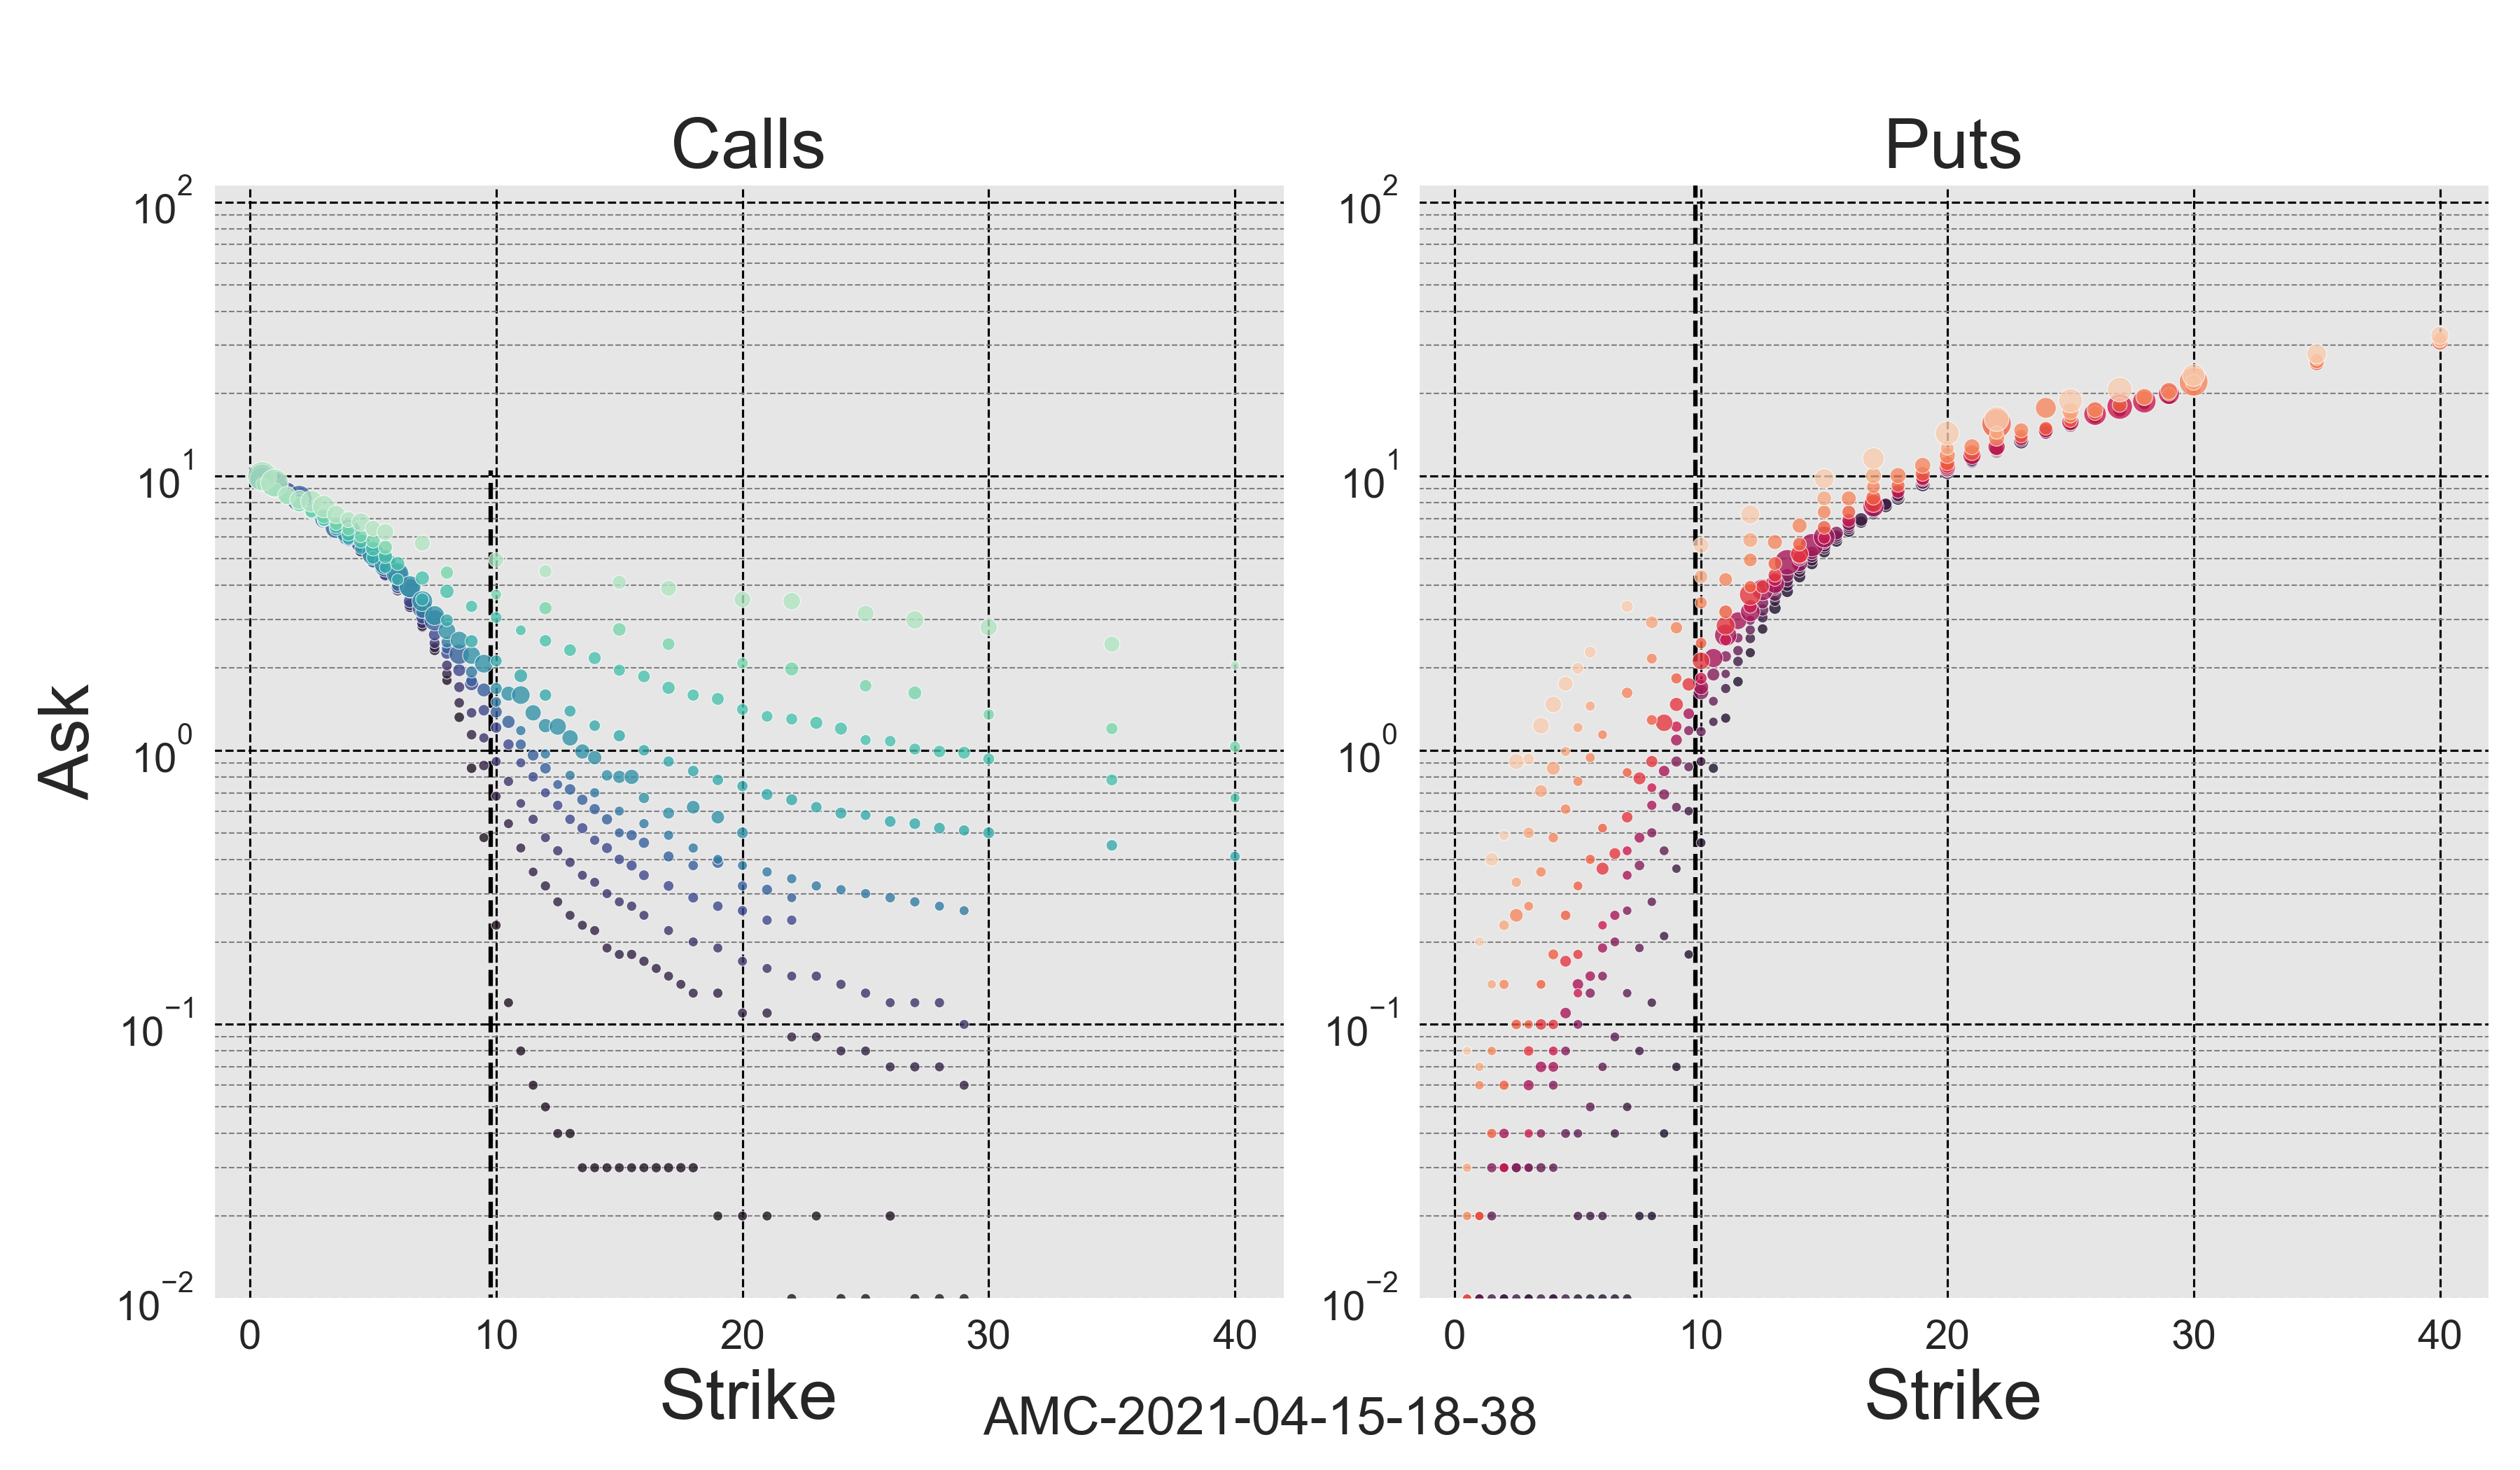 Calls Puts
10^2 10^2
10^1 10^1
Ask
10^0 10^0
10^−1 10^−1
10^−2 10^−2
0 10 20 30 40 0 10 20 30 40
Strike Strike
AMC-2021-04-15-18-38